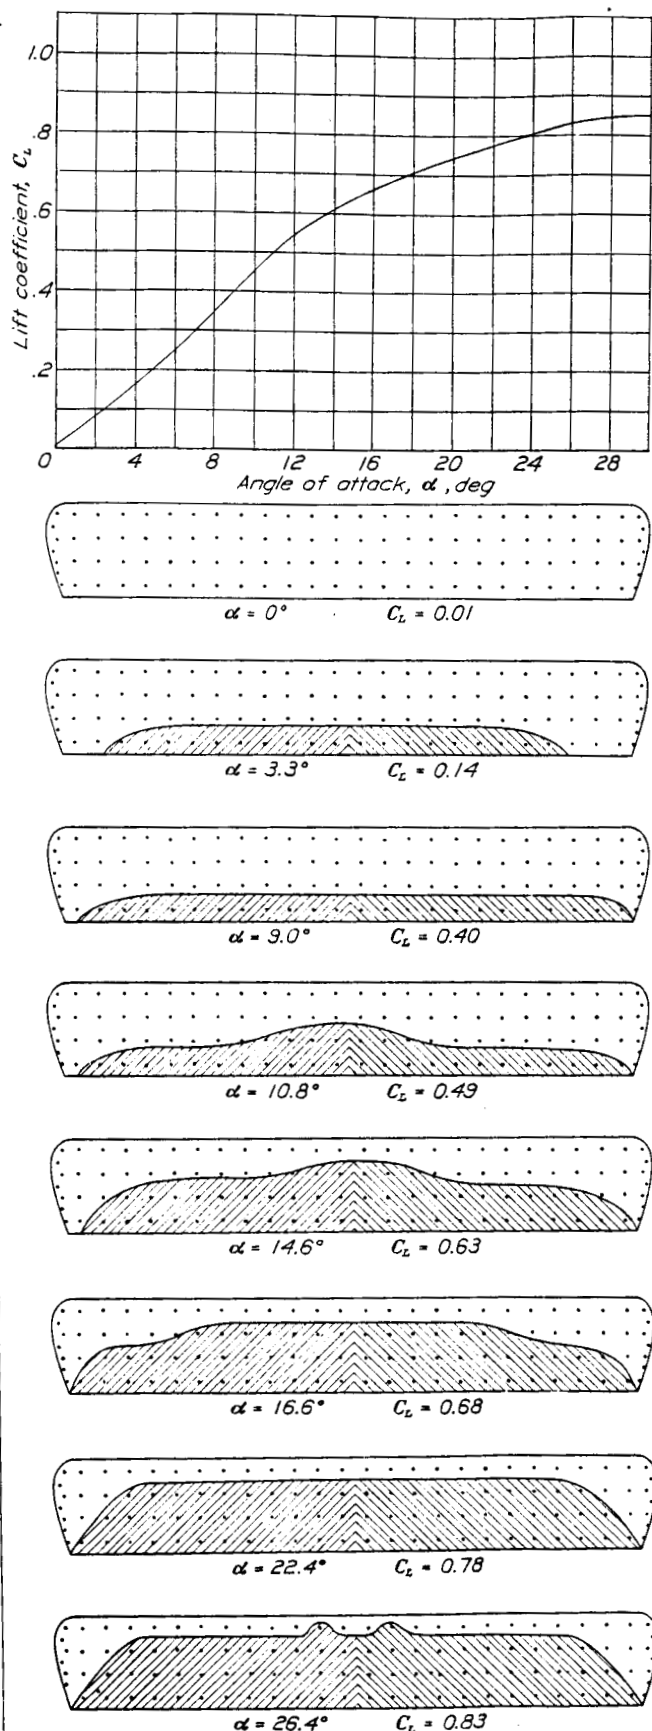 1.0
.8
.6
.4
.2
Lift coefficient, C_L
0 4 8 12 16 20 24 28
Angle of attack, α, deg
α = 0° C_L = 0.01
α = 3.3° C_L = 0.14
α = 9.0° C_L = 0.40
α = 10.8° C_L = 0.49
α = 14.6° C_L = 0.63
α = 16.6° C_L = 0.68
α = 22.4° C_L = 0.78
α = 26.4° C_L = 0.83